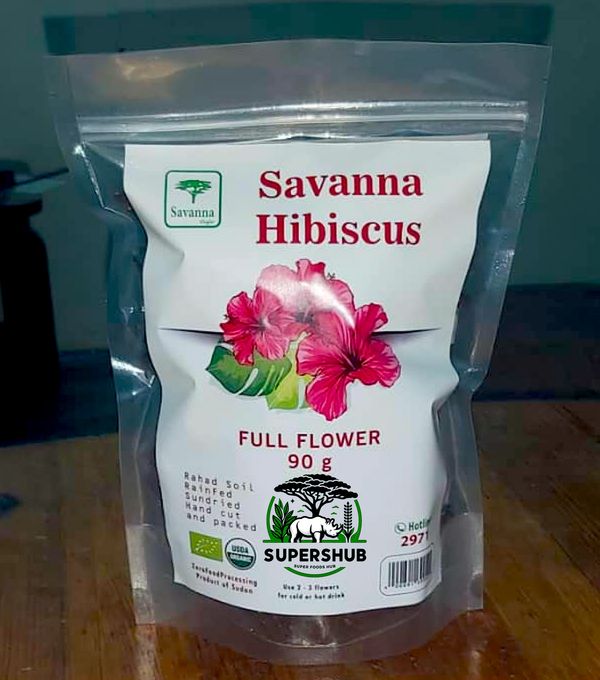 Savanna
Savanna
Hibiscus
FULL FLOWER
90 g
Rahad Soil
RainFed
Sundried
Hand cut
and packed
SUPERSHUB
SUPER FOODS HUB
USDA
ORGANIC
ZeroFoodProcessing
Product of Sudan
Use 2 - 3 flowers
for cold or hot drink
2971